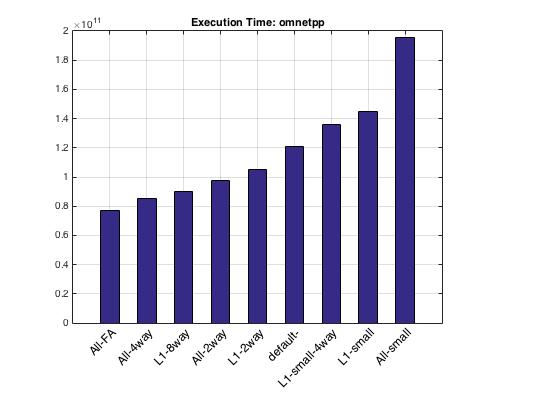 Execution Time: omnetpp
×10¹¹
2
1.8
1.6
1.4
1.2
1
0.8
0.6
0.4
0.2
0
All-FA
All-4way
L1-8way
All-2way
L1-2way
default-
L1-small-4way
L1-small
All-small